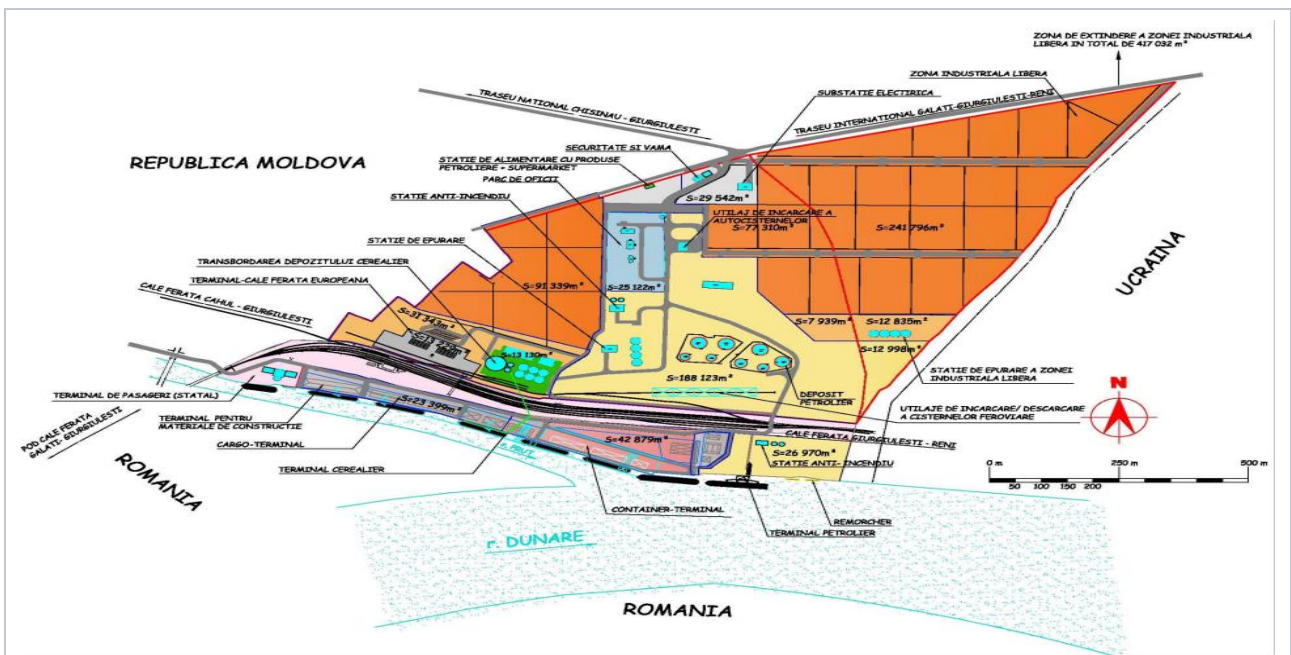 ZONA DE EXTINDERE A ZONEI INDUSTRIALA
LIBERA IN TOTAL DE 417 032 m²
ZONA INDUSTRIALA LIBERA
SUBSTATIE ELECTRICA
TRASEU NATIONAL CHISINAU - GIURGIULESTI
TRASEU INTERNATIONAL GALATI-GIURGIULESTI-RENI
SECURITATE SI VAMA
REPUBLICA MOLDOVA
STATIE DE ALIMENTARE CU PRODUSE
PETROLIERE + SUPERMARKET
PARC DE OFICII
STATIE ANTI-INCENDIU
S=29 542m²
UTILAJ DE INCARCARE A
AUTOCISTERNELOR
S=77 310m²
S=241 796m²
STATIE DE EPURARE
UCRAINA
TRANSBORDAREA DEPOZITULUI CEREALIER
TERMINAL-CALE FERATA EUROPEANA
CALE FERATA CAHUL - GIURGIULESTI
S=91 339m²
S=25 122m²
S=31 343m²
S=7 939m²
S=12 835m²
S=12 998m²
S=13 130m²
STATIE DE EPURARE A ZONEI
INDUSTRIALA LIBERA
S=188 123m²
DEPOSIT
PETROLIER
N
TERMINAL DE PASAGERI (STATAL)
S=23 399m²
UTILAJE DE INCARCARE/ DESCARCARE
A CISTERNELOR FEROVIARE
POD CALE FERATA
GALATI- GIURGIULESTI
TERMINAL PENTRU
MATERIALE DE CONSTRUCTIE
CALE FERATA GIURGIULESTI - RENI
CARGO-TERMINAL
r. PRUT
S=42 879m²
S=26 970m²
STATIE ANTI- INCENDIU
ROMANIA
TERMINAL CEREALIER
0 m 250 m 500 m
50 100 150 200
CONTAINER-TERMINAL
REMORCHER
TERMINAL PETROLIER
r. DUNARE
ROMANIA